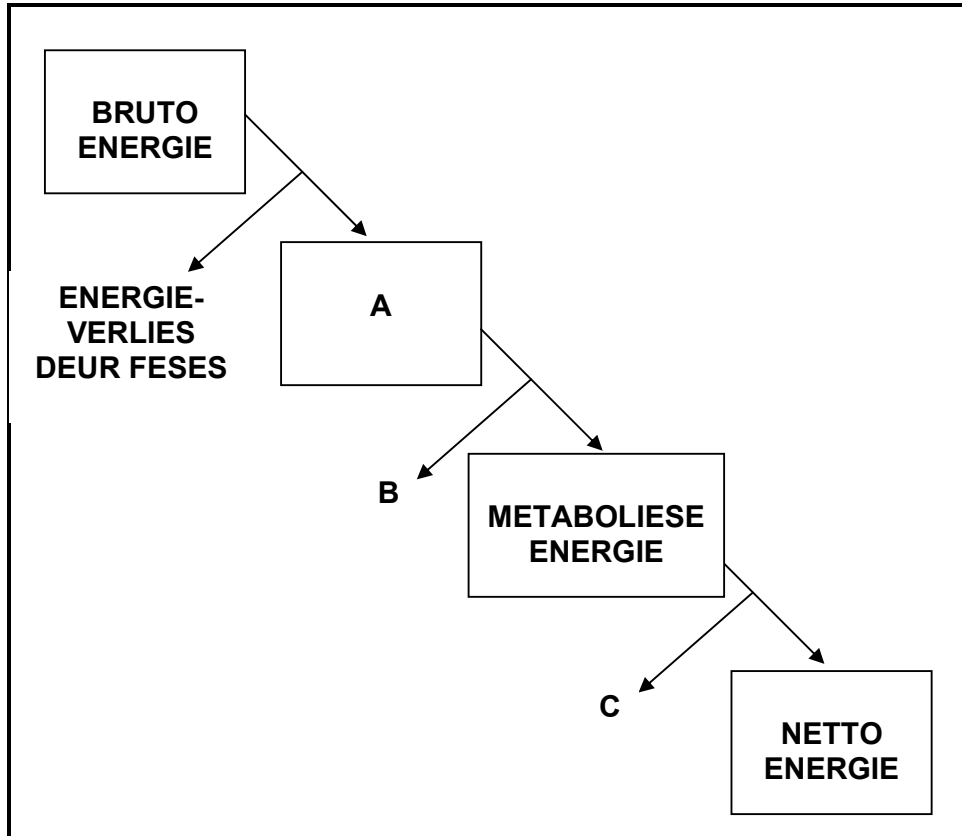 BRUTO
ENERGIE
ENERGIE-
VERLIES
DEUR FESES
A
B
METABOLIESE
ENERGIE
C
NETTO
ENERGIE